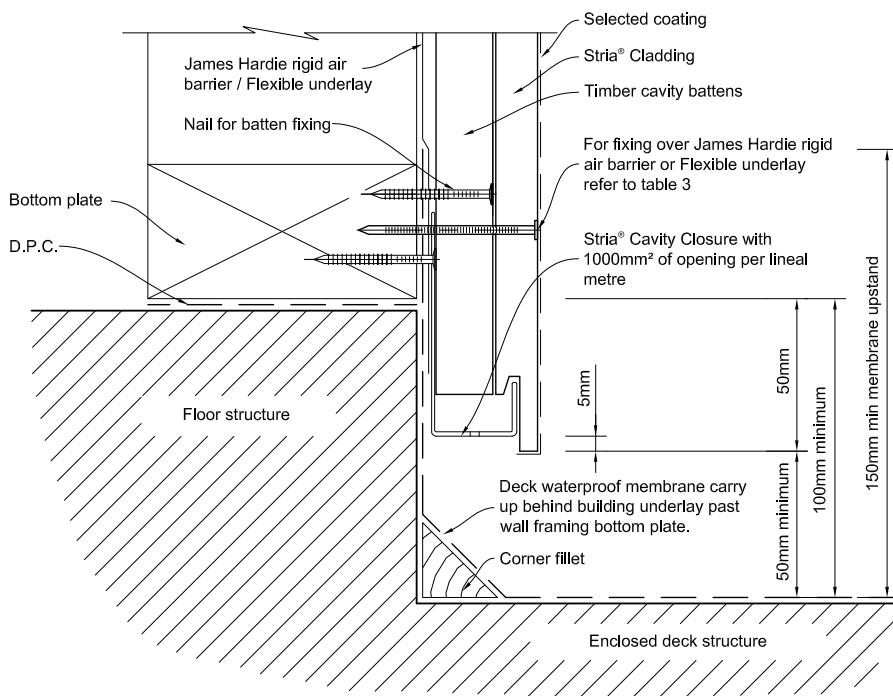 Selected coating
Stria® Cladding
James Hardie rigid air
barrier / Flexible underlay
Timber cavity battens
Nail for batten fixing
For fixing over James Hardie rigid
air barrier or Flexible underlay
refer to table 3
Bottom plate
D.P.C.
Stria® Cavity Closure with
1000mm² of opening per lineal
metre
150mm min membrane upstand
50mm
5mm
100mm minimum
Floor structure
50mm minimum
Deck waterproof membrane carry
up behind building underlay past
wall framing bottom plate.
Corner fillet
Enclosed deck structure